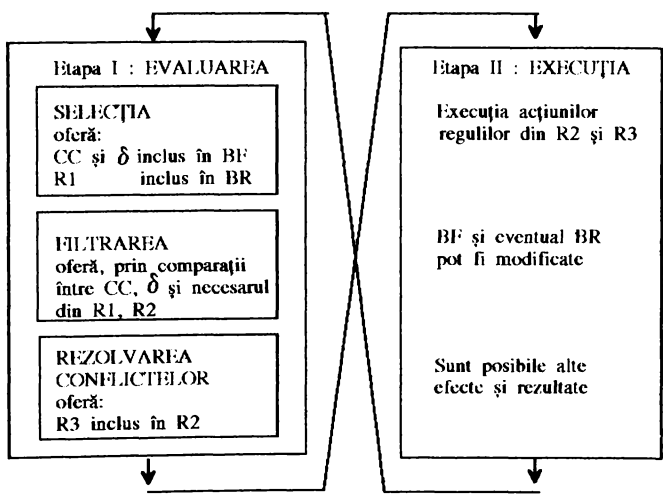 Etapa I : EVALUAREA
SELECȚIA
oferă:
CC și δ inclus în BF
R1 inclus în BR
FILTRAREA
oferă, prin comparații
între CC, δ și necesarul
din R1, R2
REZOLVAREA
CONFLICTELOR
oferă:
R3 inclus în R2
Etapa II : EXECUȚIA
Execuția acțiunilor
regulilor din R2 și R3
BF și eventual BR
pot fi modificate
Sunt posibile alte
efecte și rezultate